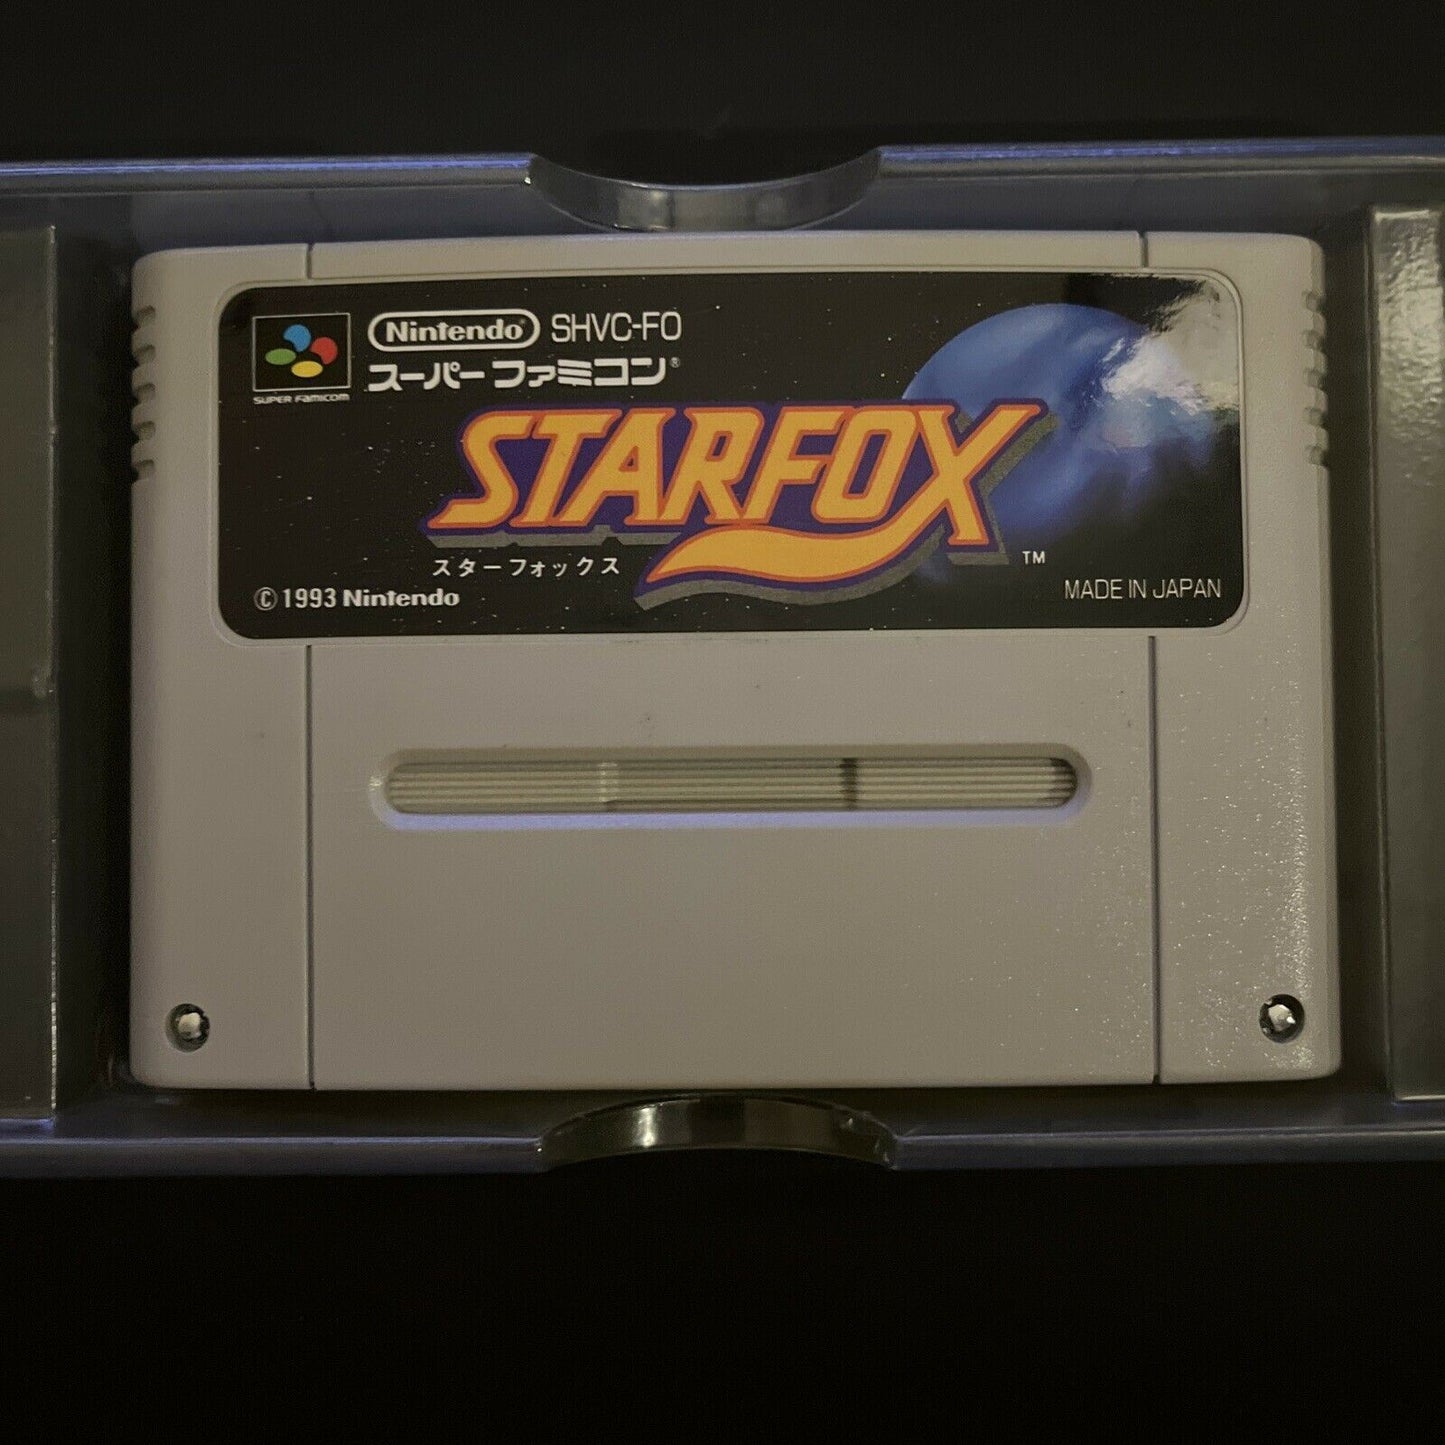 Nintendo® SHVC-FO
スーパーファミコン®
SUPER FAMICOM
STARFOX
TM
スターフォックス
© 1993 Nintendo
MADE IN JAPAN